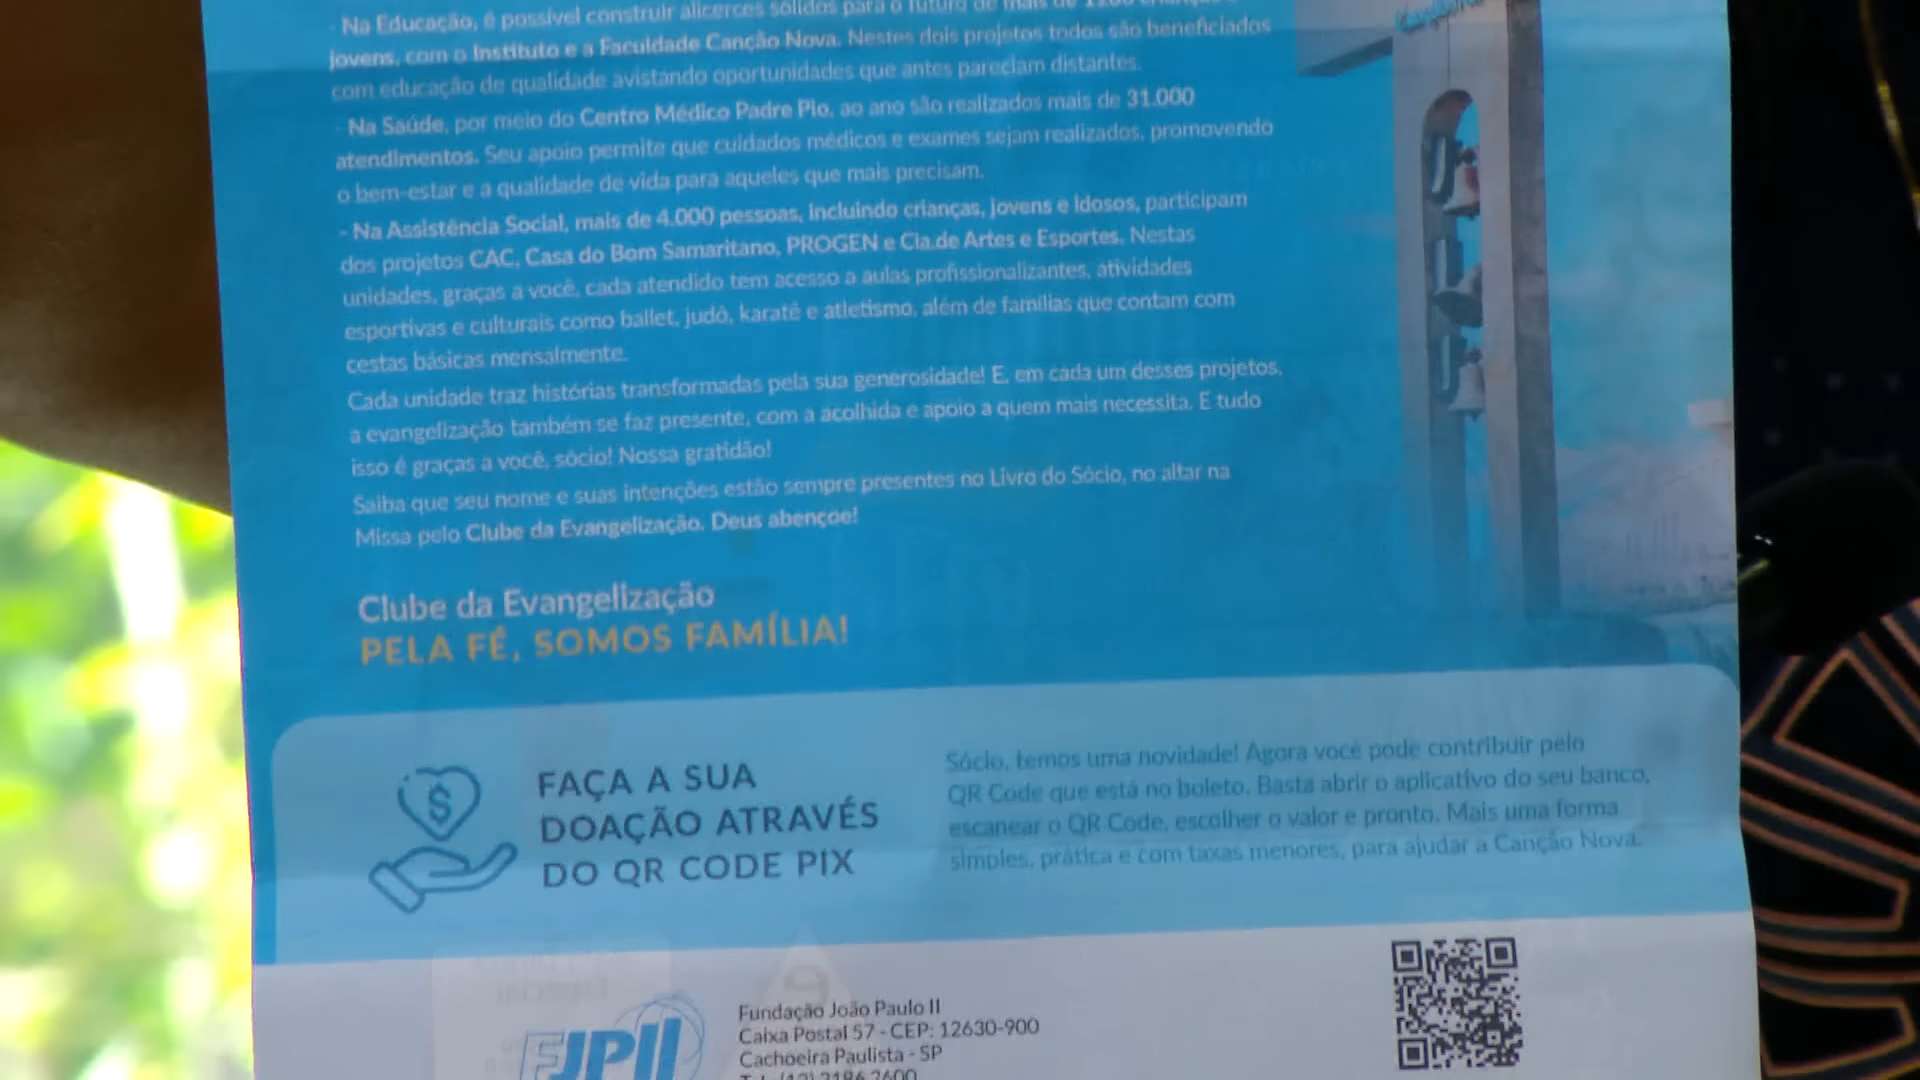 - Na Educação, é possível construir alicerces sólidos para o futuro de mais de
jovens, com o Instituto e a Faculdade Canção Nova. Nestes dois projetos todos são beneficiados
com educação de qualidade avistando oportunidades que antes pareciam distantes.
- Na Saúde, por meio do Centro Médico Padre Pio, ao ano são realizados mais de 31.000
atendimentos. Seu apoio permite que cuidados médicos e exames sejam realizados, promovendo
o bem-estar e a qualidade de vida para aqueles que mais precisam.
- Na Assistência Social, mais de 4.000 pessoas, incluindo crianças, jovens e idosos, participam
dos projetos CAC, Casa do Bom Samaritano, PROGEN e Cia.de Artes e Esportes. Nestas
unidades, graças a você, cada atendido tem acesso a aulas profissionalizantes, atividades
esportivas e culturais como ballet, judô, karatê e atletismo, além de famílias que contam com
cestas básicas mensalmente.
Cada unidade traz histórias transformadas pela sua generosidade! E, em cada um desses projetos,
a evangelização também se faz presente, com a acolhida e apoio a quem mais necessita. E tudo
isso é graças a você, sócio! Nossa gratidão!
Saiba que seu nome e suas intenções estão sempre presentes no Livro do Sócio, no altar na
Missa pelo Clube da Evangelização. Deus abençoe!
Clube da Evangelização
PELA FÉ, SOMOS FAMÍLIA!
FAÇA A SUA
DOAÇÃO ATRAVÉS
DO QR CODE PIX
Sócio, temos uma novidade! Agora você pode contribuir pelo
QR Code que está no boleto. Basta abrir o aplicativo do seu banco,
escanear o QR Code, escolher o valor e pronto. Mais uma forma
simples, prática e com taxas menores, para ajudar a Canção Nova.
FJPII
Fundação João Paulo II
Caixa Postal 57 - CEP: 12630-900
Cachoeira Paulista - SP
Tel: (12) 3186 2600